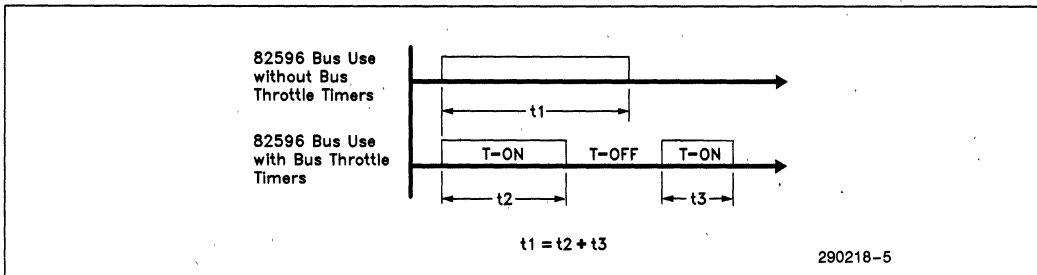 82596 Bus Use
without Bus
Throttle Timers
t1
82596 Bus Use
with Bus Throttle
Timers
T-ON
T-OFF
T-ON
t2
t3
t1 = t2 + t3
290218-5